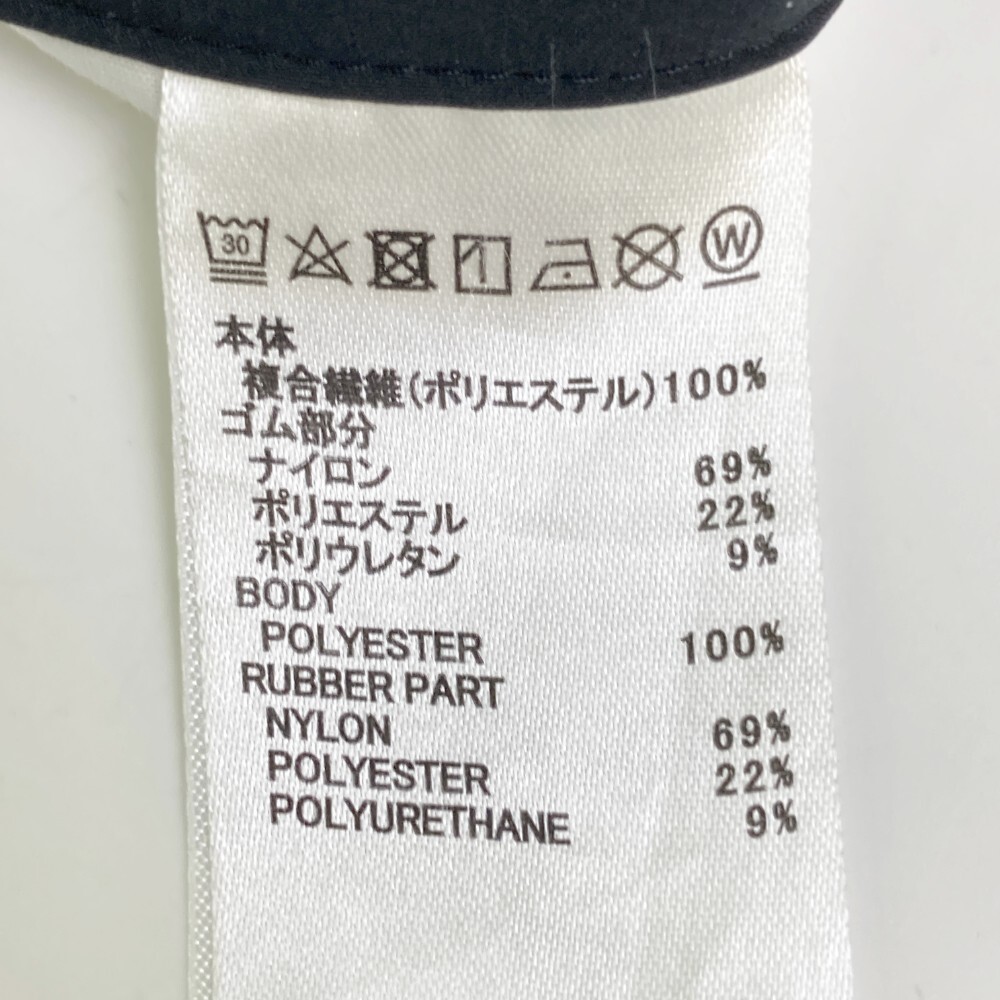 30 W
本体
複合繊維(ポリエステル)100%
ゴム部分
ナイロン 69%
ポリエステル 22%
ポリウレタン 9%
BODY
POLYESTER 100%
RUBBER PART
NYLON 69%
POLYESTER 22%
POLYURETHANE 9%